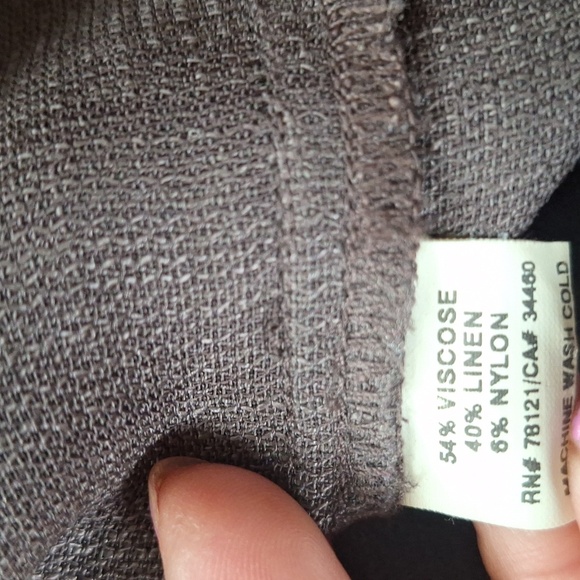 54% VISCOSE
40% LINEN
6% NYLON
RN# 78121/CA# 34460
MACHINE WASH COLD